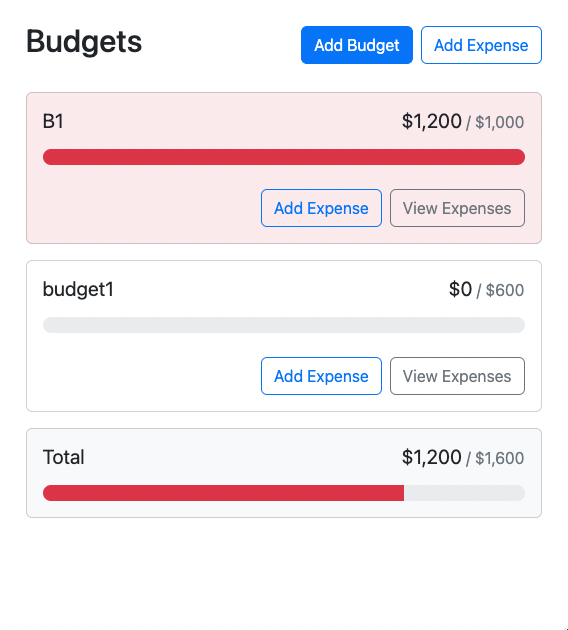 Budgets Add Budget Add Expense
B1 $1,200 / $1,000
Add Expense View Expenses
budget1 $0 / $600
Add Expense View Expenses
Total $1,200 / $1,600